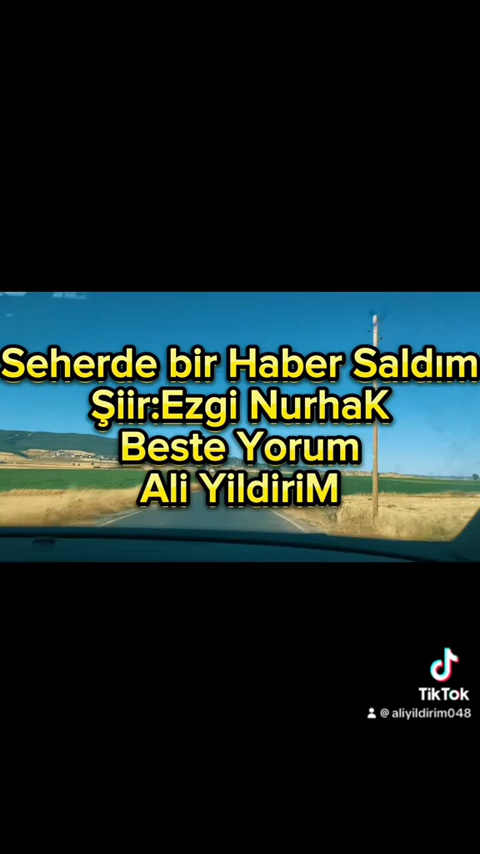 Seherde bir Haber Saldım
Şiir:Ezgi NurhaK
Beste Yorum
Ali YildiriM
TikTok
@aliyildirim048